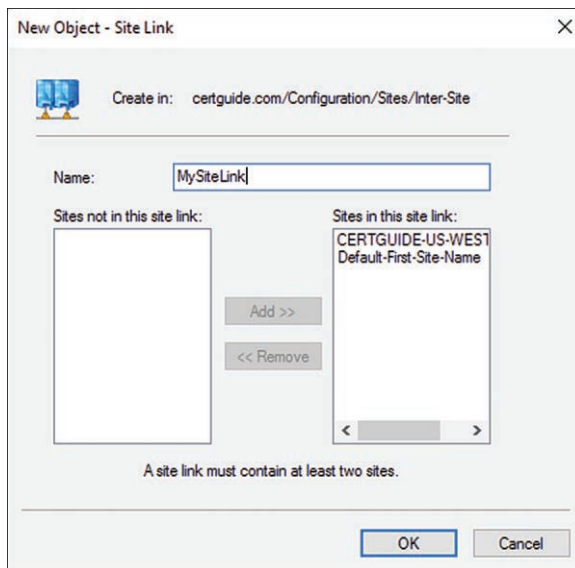 New Object - Site Link
Create in: certguide.com/Configuration/Sites/Inter-Site
Name: MySiteLink
Sites not in this site link:
Sites in this site link:
CERTGUIDE-US-WEST
Default-First-Site-Name
Add >>
<< Remove
A site link must contain at least two sites.
OK
Cancel